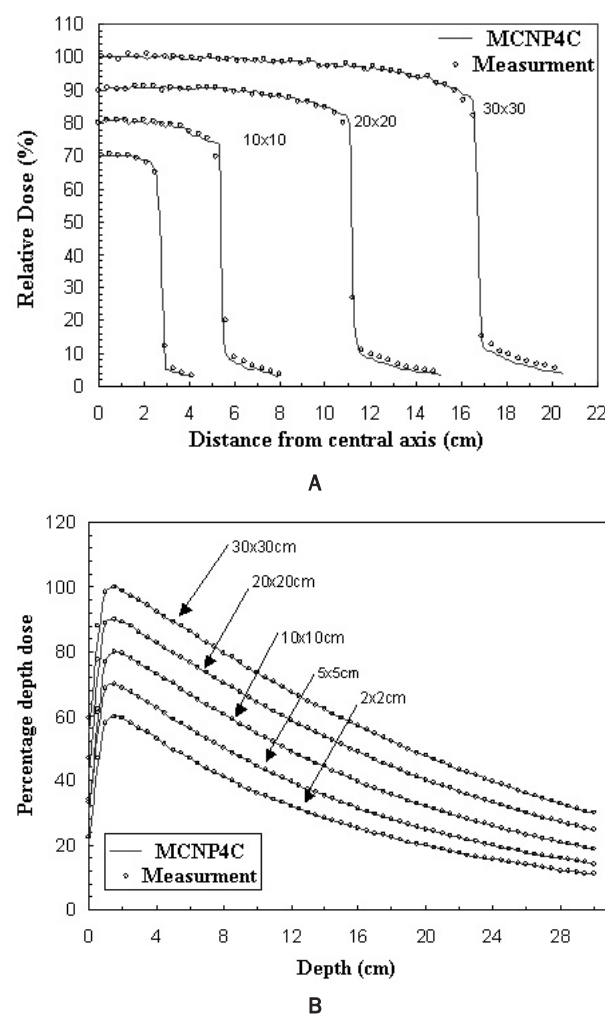 110
100
90
80
70
60
50
40
30
20
10
0
Relative Dose (%)
MCNP4C
Measurment
30x30
20x20
10x10
0 2 4 6 8 10 12 14 16 18 20 22
Distance from central axis (cm)
A
120
100
80
60
40
20
0
Percentage depth dose
30x30cm
20x20cm
10x10cm
5x5cm
2x2cm
MCNP4C
Measurment
0 4 8 12 16 20 24 28
Depth (cm)
B